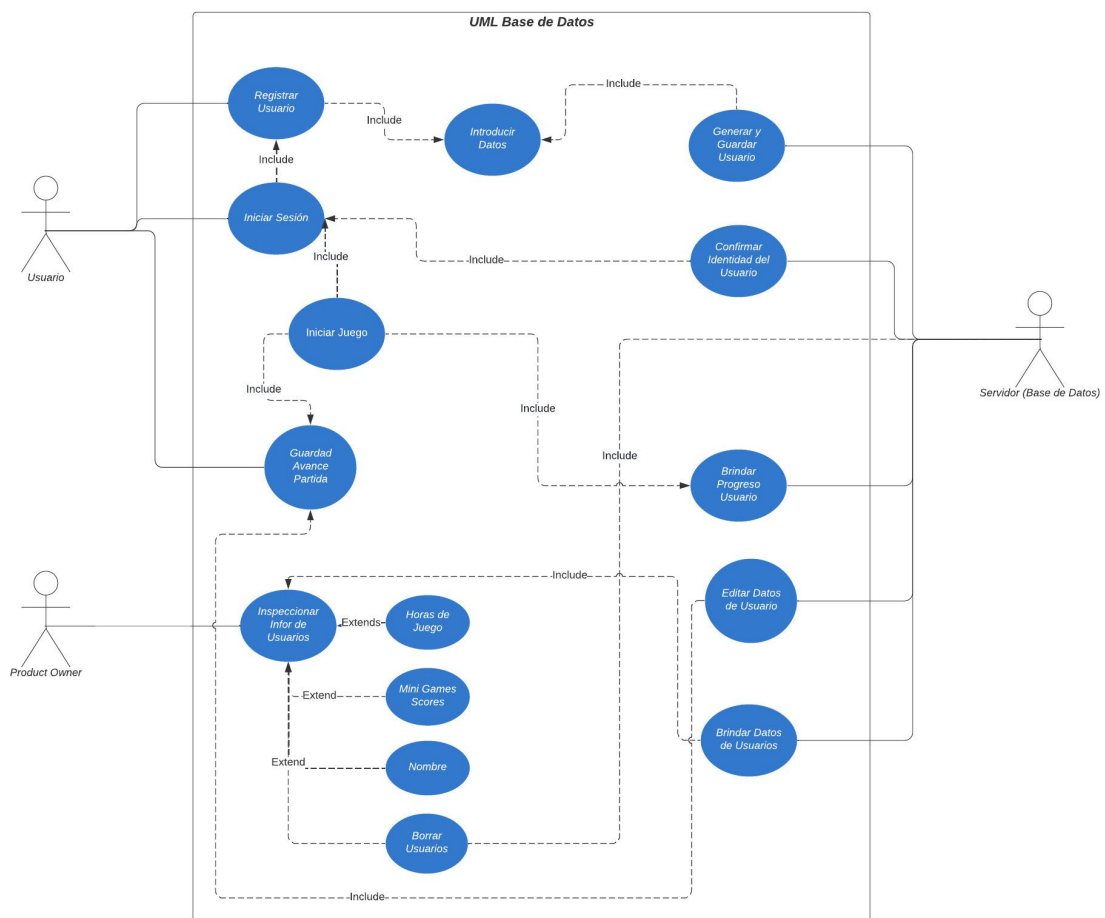 UML Base de Datos
Registrar
Usuario
Include
Introducir
Datos
Include
Generar y
Guardar
Usuario
Include
Iniciar Sesión
Include
Include
Confirmar
Identidad del
Usuario
Usuario
Iniciar Juego
Include
Include
Servidor (Base de Datos)
Guardad
Avance
Partida
Include
Brindar
Progreso
Usuario
Include
Inspeccionar
Infor de
Usuarios
Extends
Horas de
Juego
Editar Datos
de Usuario
Product Owner
Extend
Mini Games
Scores
Brindar Datos
de Usuarios
Extend
Nombre
Borrar
Usuarios
Include